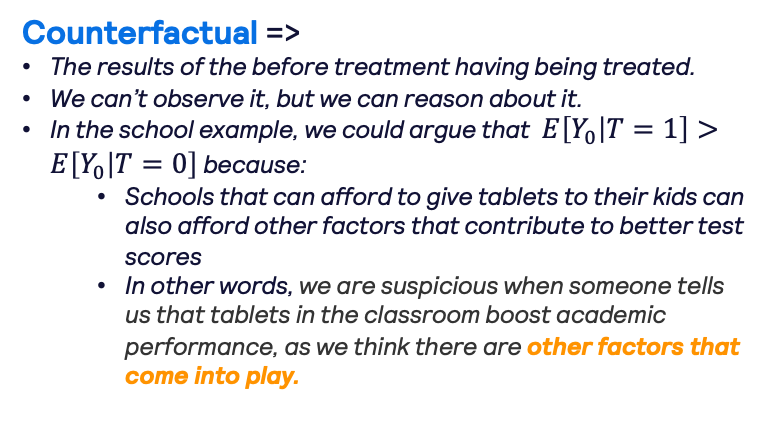 Counterfactual =>
• The results of the before treatment having being treated.
• We can't observe it, but we can reason about it.
• In the school example, we could argue that E[Y₀|T = 1] >
E[Y₀|T = 0] because:
• Schools that can afford to give tablets to their kids can
also afford other factors that contribute to better test
scores
• In other words, we are suspicious when someone tells
us that tablets in the classroom boost academic
performance, as we think there are other factors that
come into play.